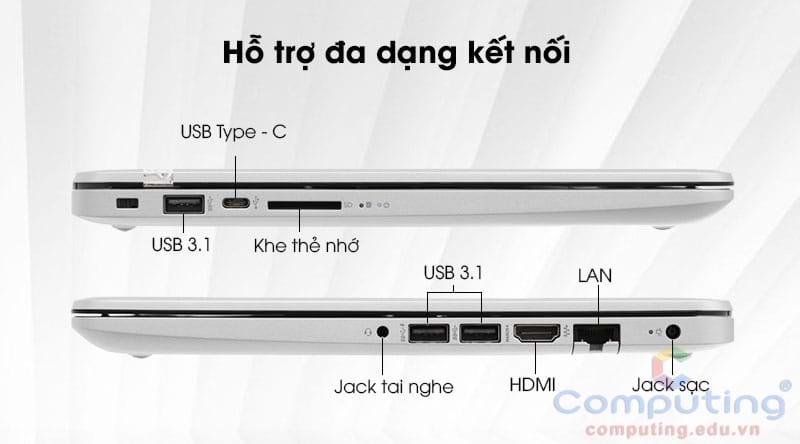 Hỗ trợ đa dạng kết nối
USB Type - C
USB 3.1
Khe thẻ nhớ
USB 3.1
LAN
Jack tai nghe
HDMI
Jack sạc
Computing®
computing.edu.vn